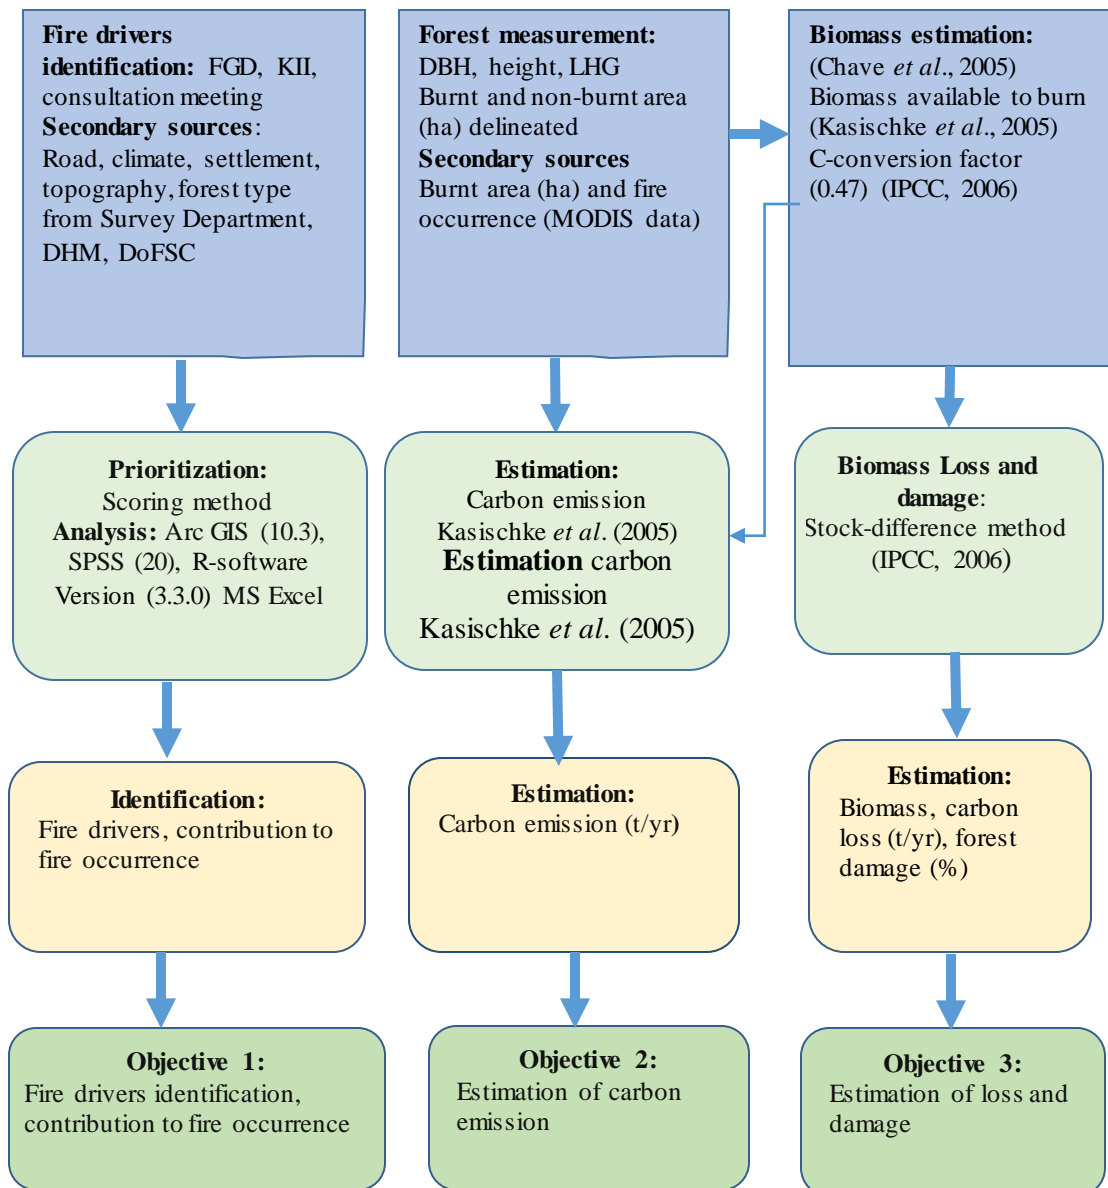 Fire drivers
identification: FGD, KII,
consultation meeting
Secondary sources:
Road, climate, settlement,
topography, forest type
from Survey Department,
DHM, DoFSC
Forest measurement:
DBH, height, LHG
Burnt and non-burnt area
(ha) delineated
Secondary sources
Burnt area (ha) and fire
occurrence (MODIS data)
Biomass estimation:
(Chave et al., 2005)
Biomass available to burn
(Kasischke et al., 2005)
C-conversion factor
(0.47) (IPCC, 2006)
Prioritization:
Scoring method
Analysis: Arc GIS (10.3),
SPSS (20), R-software
Version (3.3.0) MS Excel
Estimation:
Carbon emission
Kasischke et al. (2005)
Estimation carbon
emission
Kasischke et al. (2005)
Biomass Loss and
damage:
Stock-difference method
(IPCC, 2006)
Identification:
Fire drivers, contribution to
fire occurrence
Estimation:
Carbon emission (t/yr)
Estimation:
Biomass, carbon
loss (t/yr), forest
damage (%)
Objective 1:
Fire drivers identification,
contribution to fire occurrence
Objective 2:
Estimation of carbon
emission
Objective 3:
Estimation of loss and
damage